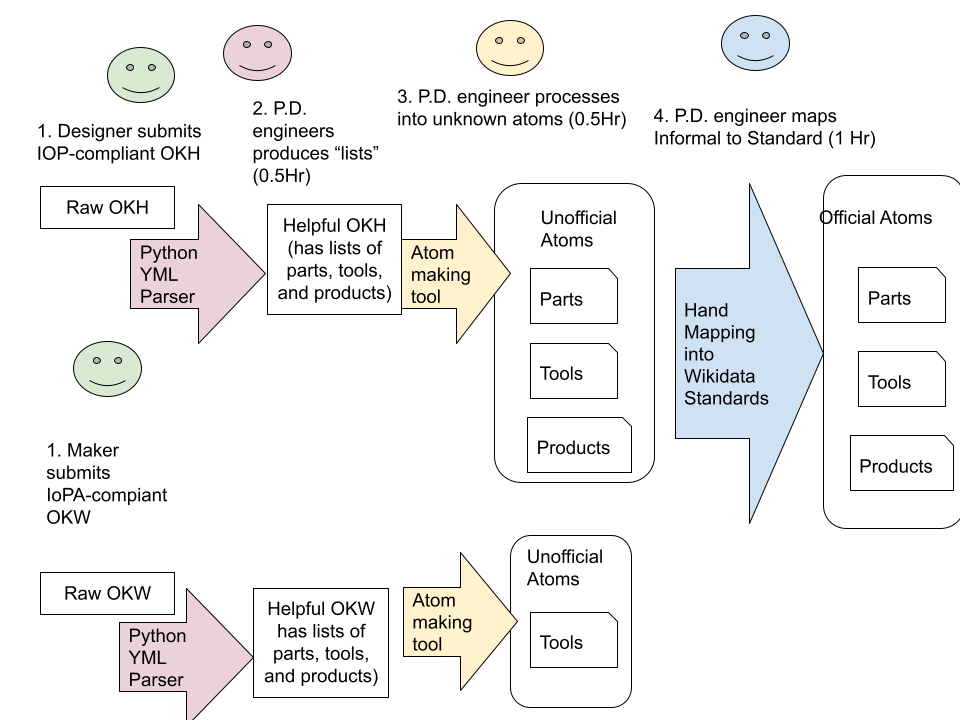 1. Designer submits
IOP-compliant OKH
2. P.D.
engineers
produces “lists”
(0.5Hr)
3. P.D. engineer processes
into unknown atoms (0.5Hr)
4. P.D. engineer maps
Informal to Standard (1 Hr)
Raw OKH
Python
YML
Parser
Helpful OKH
(has lists of
parts, tools,
and products)
Atom
making
tool
Unofficial
Atoms
Parts
Tools
Products
Hand
Mapping
into
Wikidata
Standards
Official Atoms
Parts
Tools
Products
1. Maker
submits
IoPA-compiant
OKW
Raw OKW
Python
YML
Parser
Helpful OKW
has lists of
parts, tools,
and products)
Atom
making
tool
Unofficial
Atoms
Tools